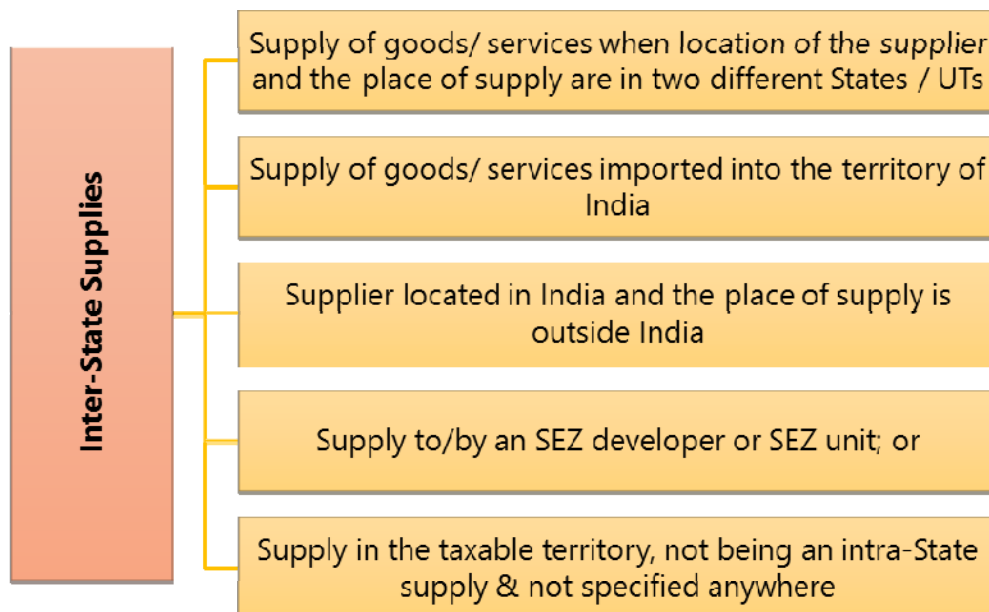 Inter-State Supplies
Supply of goods/ services when location of the supplier
and the place of supply are in two different States / UTs
Supply of goods/ services imported into the territory of
India
Supplier located in India and the place of supply is
outside India
Supply to/by an SEZ developer or SEZ unit; or
Supply in the taxable territory, not being an intra-State
supply & not specified anywhere